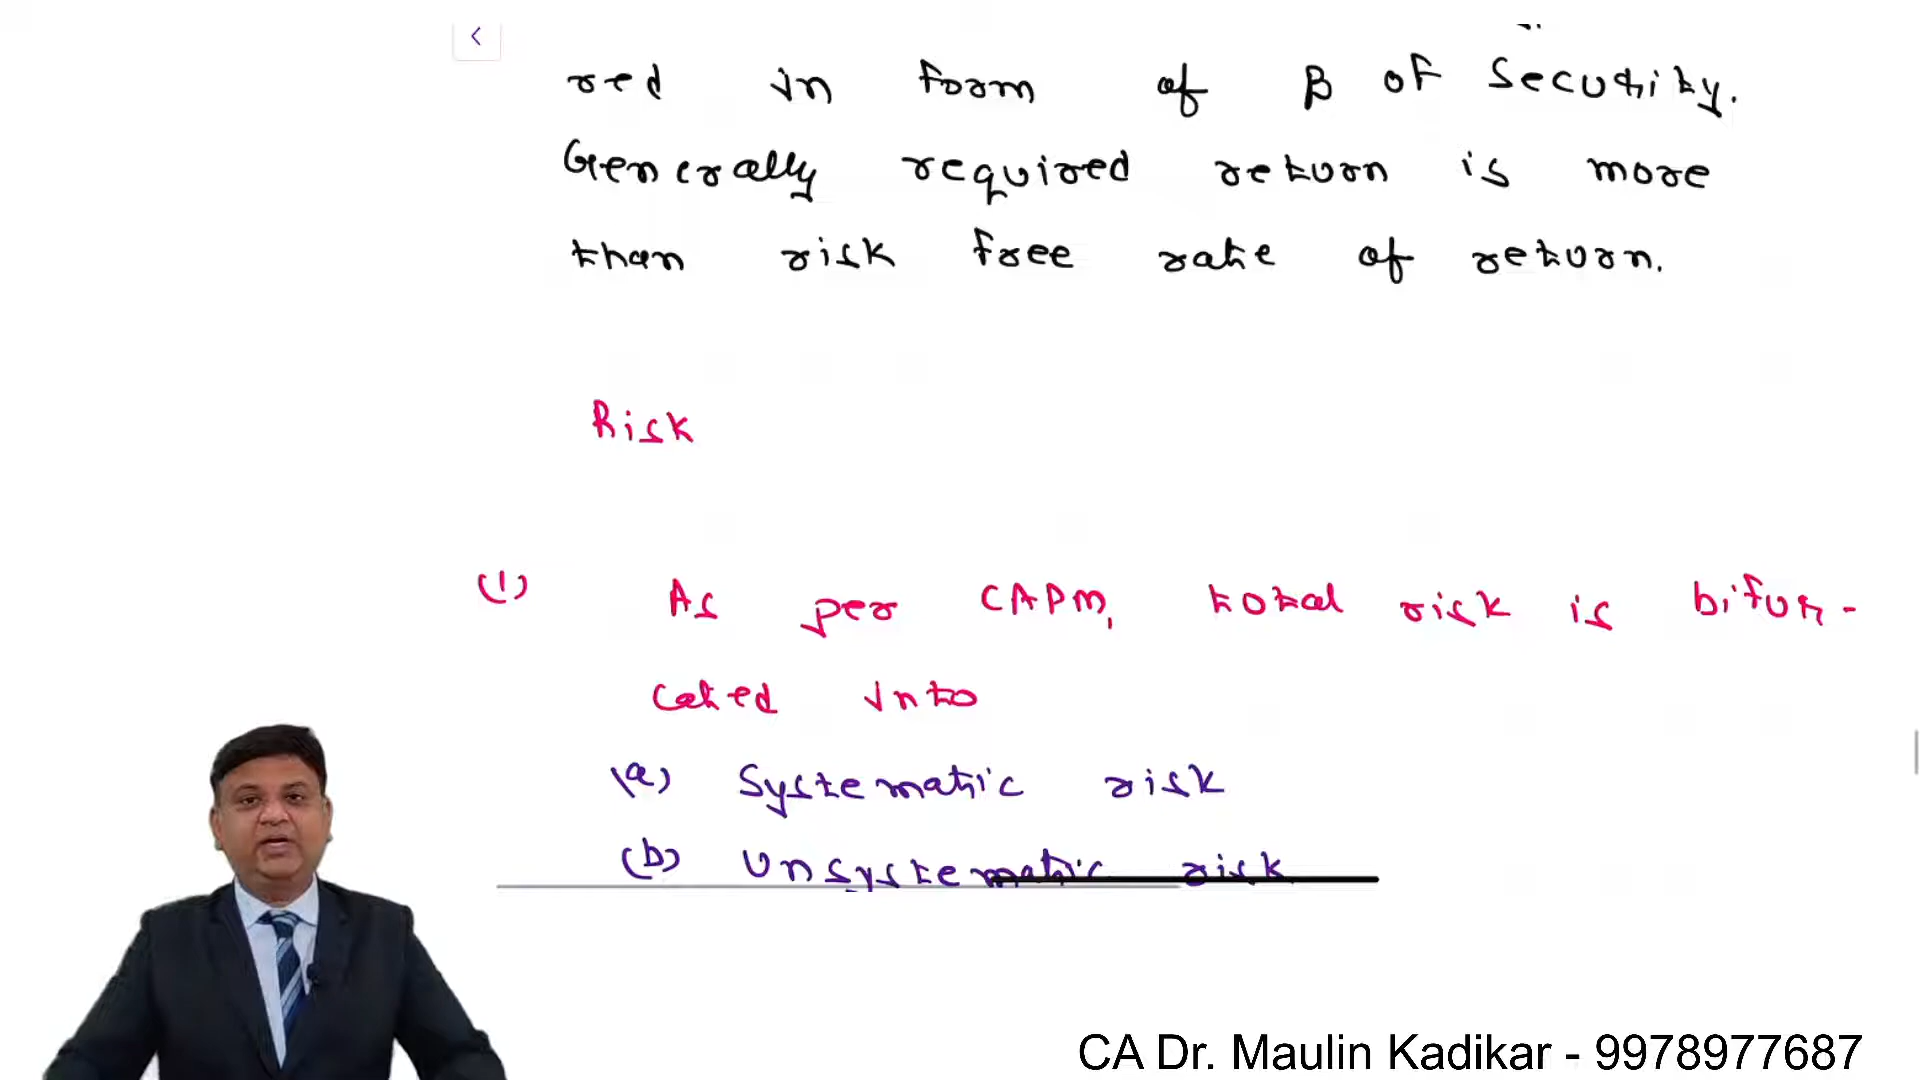 red in form of β of security.
Generally required return is more
than risk free rate of return.
Risk
(1) As per CAPM, total risk is bifur-
cated into
(a) Systematic risk
(b) Unsystematic risk
CA Dr. Maulin Kadikar - 9978977687